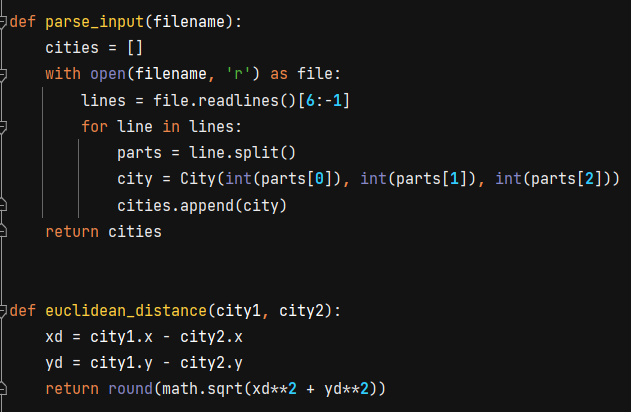 def parse_input(filename):
    cities = []
    with open(filename, 'r') as file:
        lines = file.readlines()[6:-1]
        for line in lines:
            parts = line.split()
            city = City(int(parts[0]), int(parts[1]), int(parts[2]))
            cities.append(city)
    return cities
def euclidean_distance(city1, city2):
    xd = city1.x - city2.x
    yd = city1.y - city2.y
    return round(math.sqrt(xd**2 + yd**2))